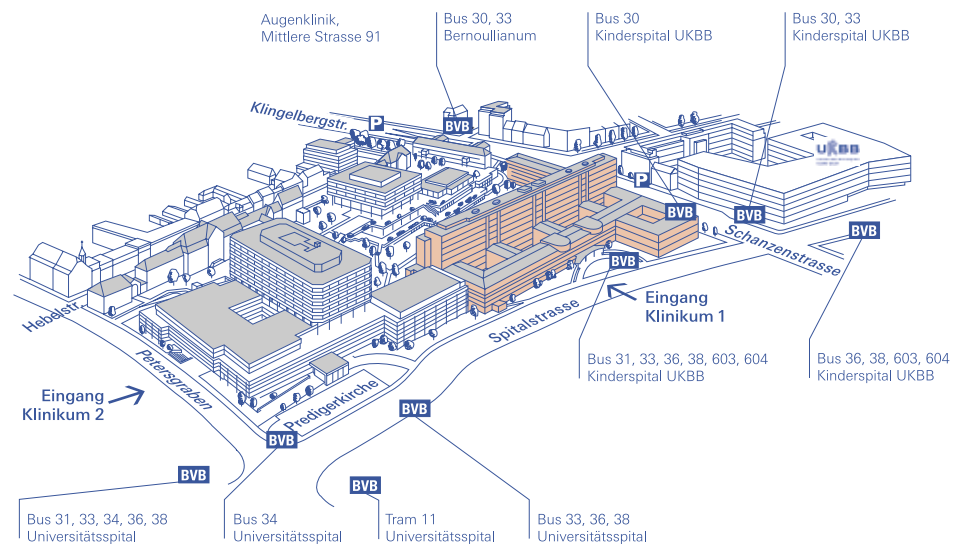 Augenklinik,
Mittlere Strasse 91
Bus 30, 33
Bernoullianum
Bus 30
Kinderspital UKBB
Bus 30, 33
Kinderspital UKBB
Klingelbergstr.
P
BVB
UKBB
P
BVB
BVB
BVB
BVB
Schanzenstrasse
Eingang
Klinikum 1
Spitalstrasse
Hebelstr.
Petersgraben
Predigerkirche
Eingang
Klinikum 2
Bus 31, 33, 36, 38, 603, 604
Kinderspital UKBB
Bus 36, 38, 603, 604
Kinderspital UKBB
BVB
BVB
BVB
BVB
Bus 31, 33, 34, 36, 38
Universitätsspital
Bus 34
Universitätsspital
Tram 11
Universitätsspital
Bus 33, 36, 38
Universitätsspital